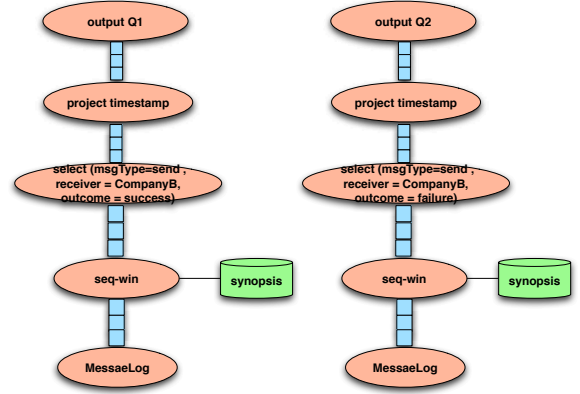 output Q1
project timestamp
select (msgType=send ,
receiver = CompanyB,
outcome = success)
seq-win
synopsis
MessaeLog
output Q2
project timestamp
select (msgType=send ,
receiver = CompanyB,
outcome = failure)
seq-win
synopsis
MessaeLog